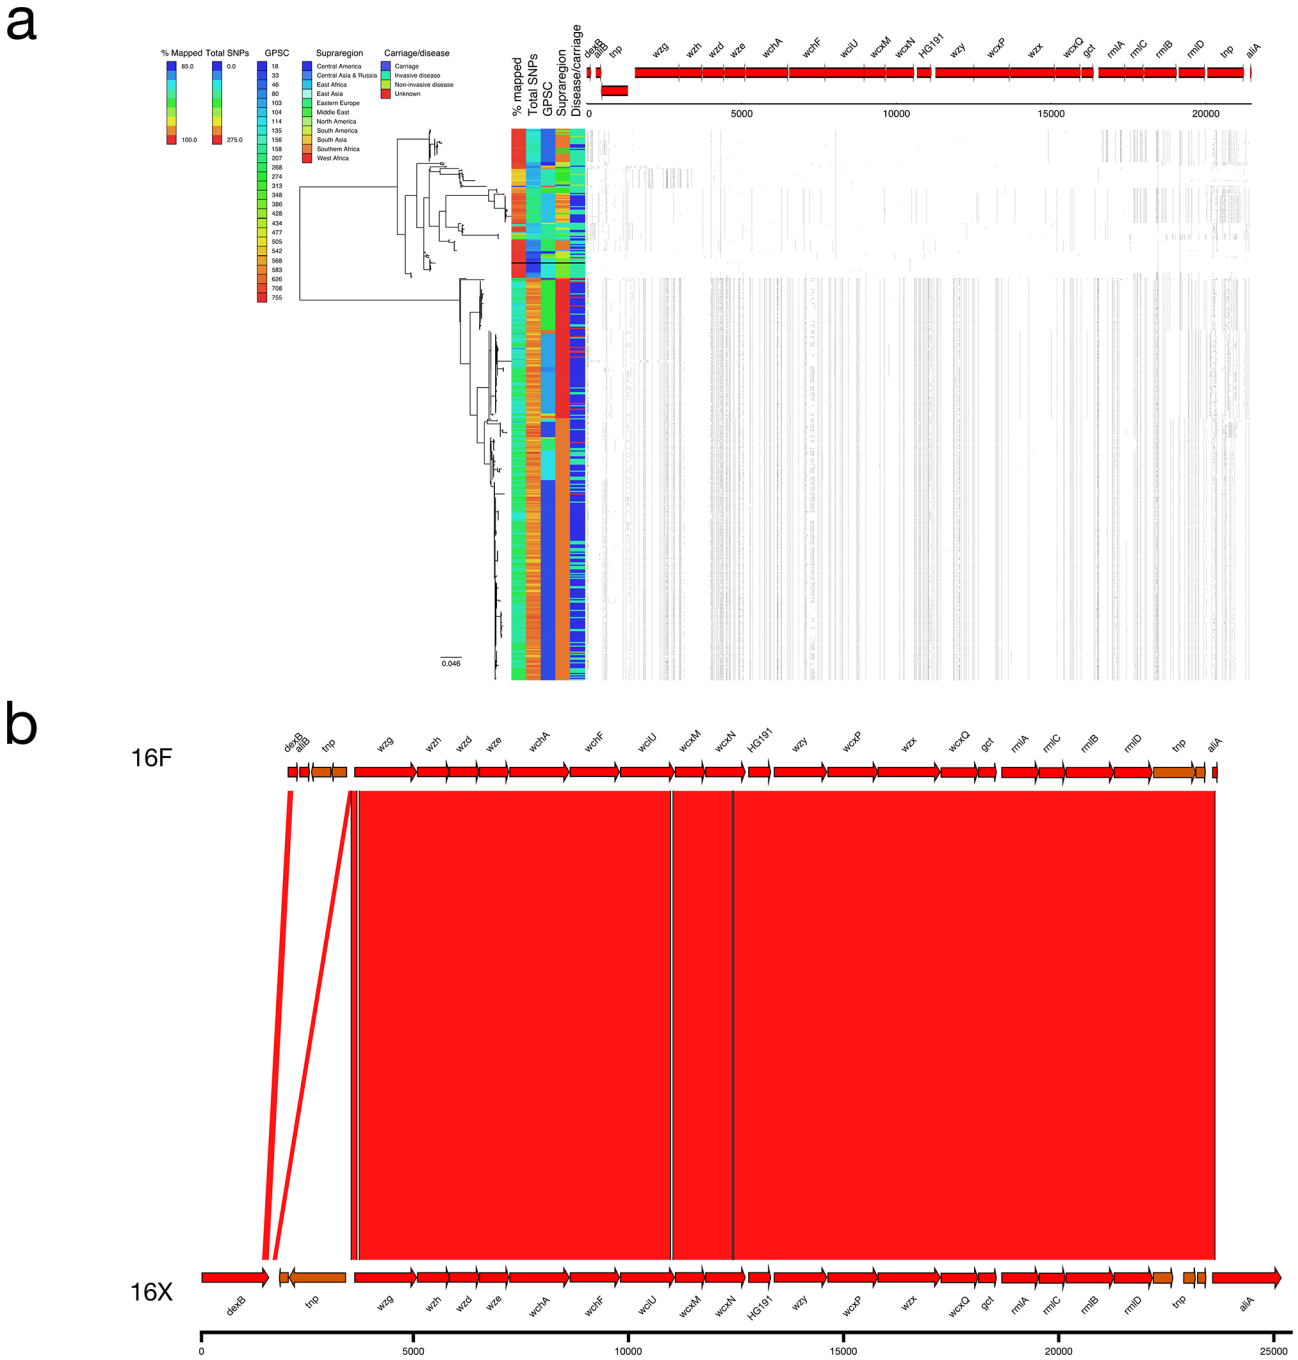 a
% Mapped Total SNPs GPSC Supraregion Carriage/disease
85.0
100.0
0.0
275.0
18
33
46
80
103
104
114
135
156
158
207
268
274
313
348
386
428
434
477
505
542
568
583
626
708
755
Central America
Central Asia & Russia
East Africa
East Asia
Eastern Europe
Middle East
North America
South America
South Asia
Southern Africa
West Africa
Carriage
Invasive disease
Non-invasive disease
Unknown
% mapped
Total SNPs
GPSC
Supraregion
Disease/carriage
dexB aliB tnp wzg wzh wzd wze wchA wchF wciU wcxM wcxN HG191 wzy wcxP wzx wcxQ gct rmlA rmlC rmlB rmlD tnp aliA
0 5000 10000 15000 20000
0.046
b
16F
dexB aliB tnp wzg wzh wzd wze wchA wchF wciU wcxM wcxN HG191 wzy wcxP wzx wcxQ gct rmlA rmlC rmlB rmlD tnp aliA
16X
dexB tnp wzg wzh wzd wze wchA wchF wciU wcxM wcxN HG191 wzy wcxP wzx wcxQ gct rmlA rmlC rmlB rmlD tnp aliA
0 5000 10000 15000 20000 25000